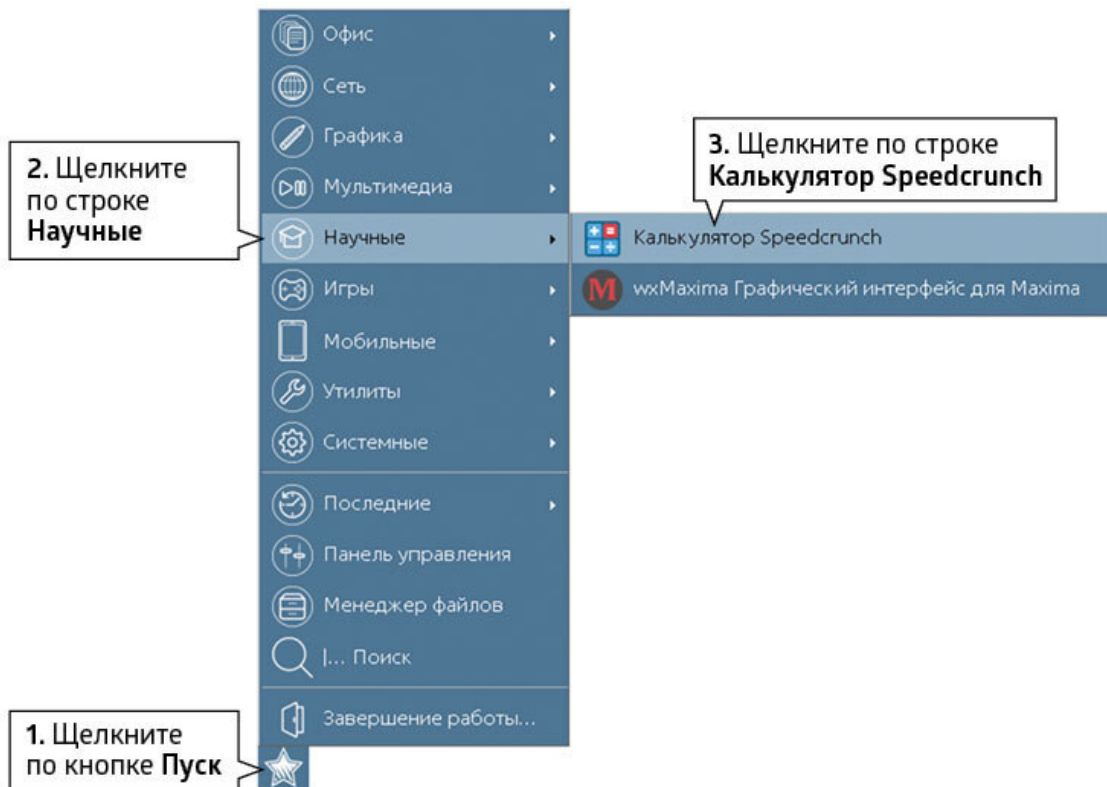 Офис
Сеть
Графика
Мультимедиа
Научные
Игры
Мобильные
Утилиты
Системные
Последние
Панель управления
Менеджер файлов
|... Поиск
Завершение работы...
Калькулятор Speedcrunch
M wxMaxima Графический интерфейс для Maxima
1. Щелкните
по кнопке Пуск
2. Щелкните
по строке
Научные
3. Щелкните по строке
Калькулятор Speedcrunch